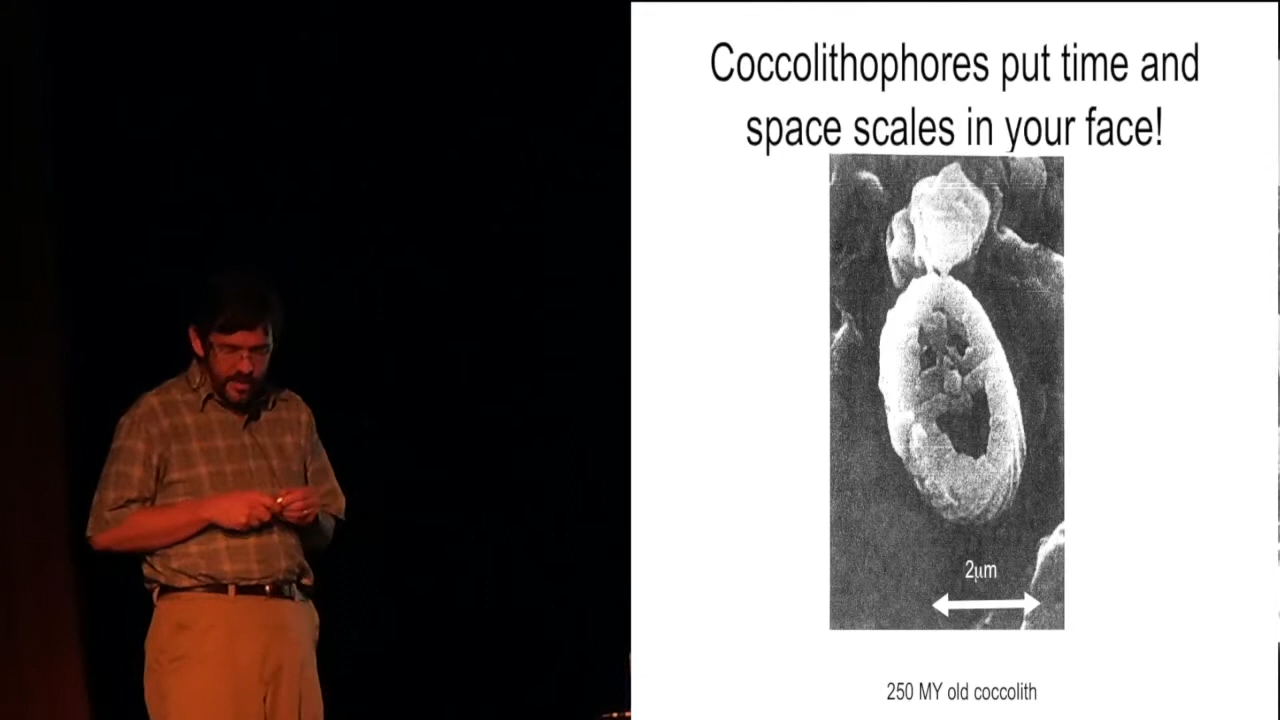 Coccolithophores put time and
space scales in your face!
2μm
250 MY old coccolith